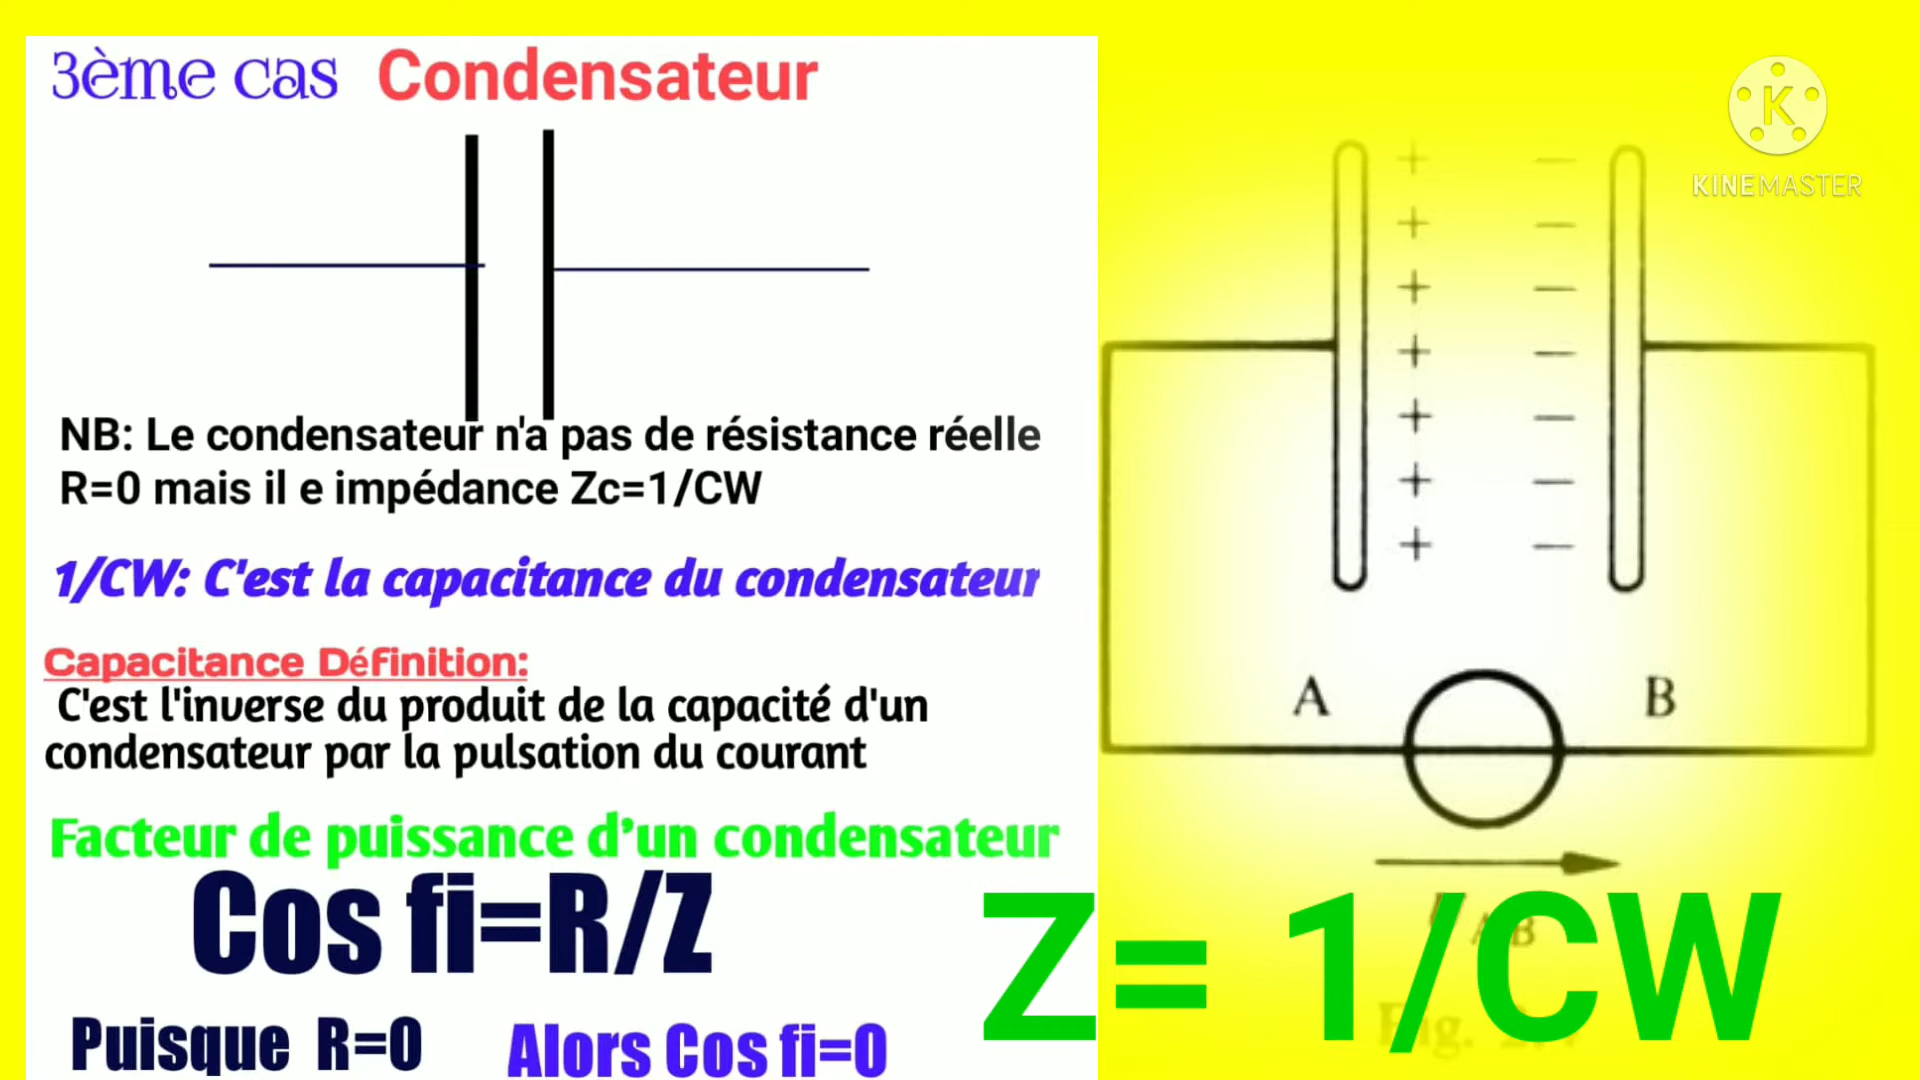 3ème cas Condensateur
NB: Le condensateur n'a pas de résistance réelle
R=0 mais il e impédance Zc=1/CW
1/CW: C'est la capacitance du condensateur
Capacitance Définition:
C'est l'inverse du produit de la capacité d'un
condensateur par la pulsation du courant
Facteur de puissance d'un condensateur
Cos fi=R/Z
Puisque R=0 Alors Cos fi=0
K
KINEMASTER
+ —
+ —
+ —
+ —
+ —
+ —
+ —
A B
AB
Z= 1/CW
Fig.